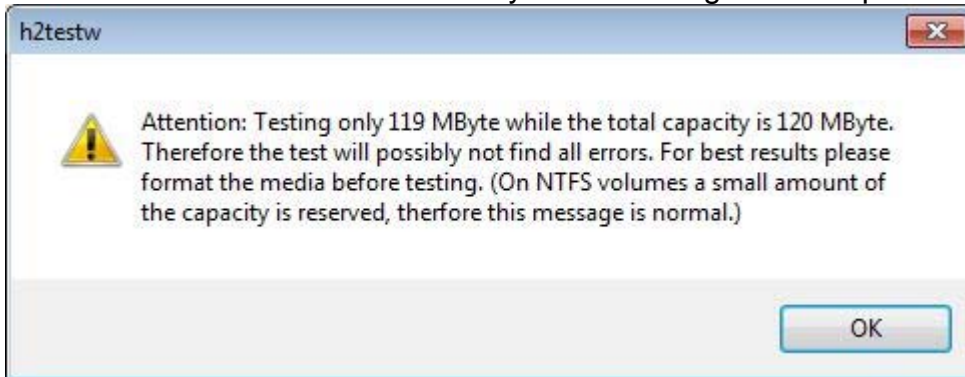 h2testw
Attention: Testing only 119 MByte while the total capacity is 120 MByte.
Therefore the test will possibly not find all errors. For best results please
format the media before testing. (On NTFS volumes a small amount of
the capacity is reserved, therfore this message is normal.)
OK